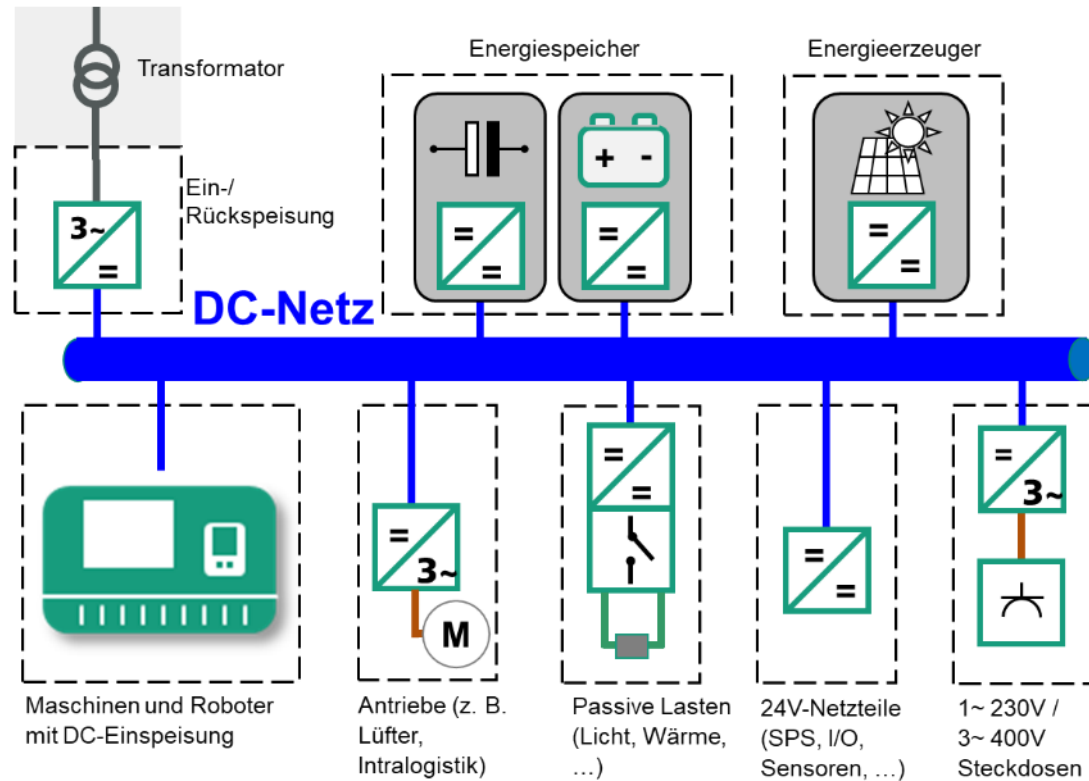 Transformator
Energiespeicher
Energieerzeuger
+ -
Ein-/
Rückspeisung
3~
=
=
=
=
=
=
=
DC-Netz
=
=
=
3~
=
3~
M
=
=
Maschinen und Roboter
mit DC-Einspeisung
Antriebe (z. B.
Lüfter,
Intralogistik)
Passive Lasten
(Licht, Wärme,
…)
24V-Netzteile
(SPS, I/O,
Sensoren, …)
1~ 230V /
3~ 400V
Steckdosen